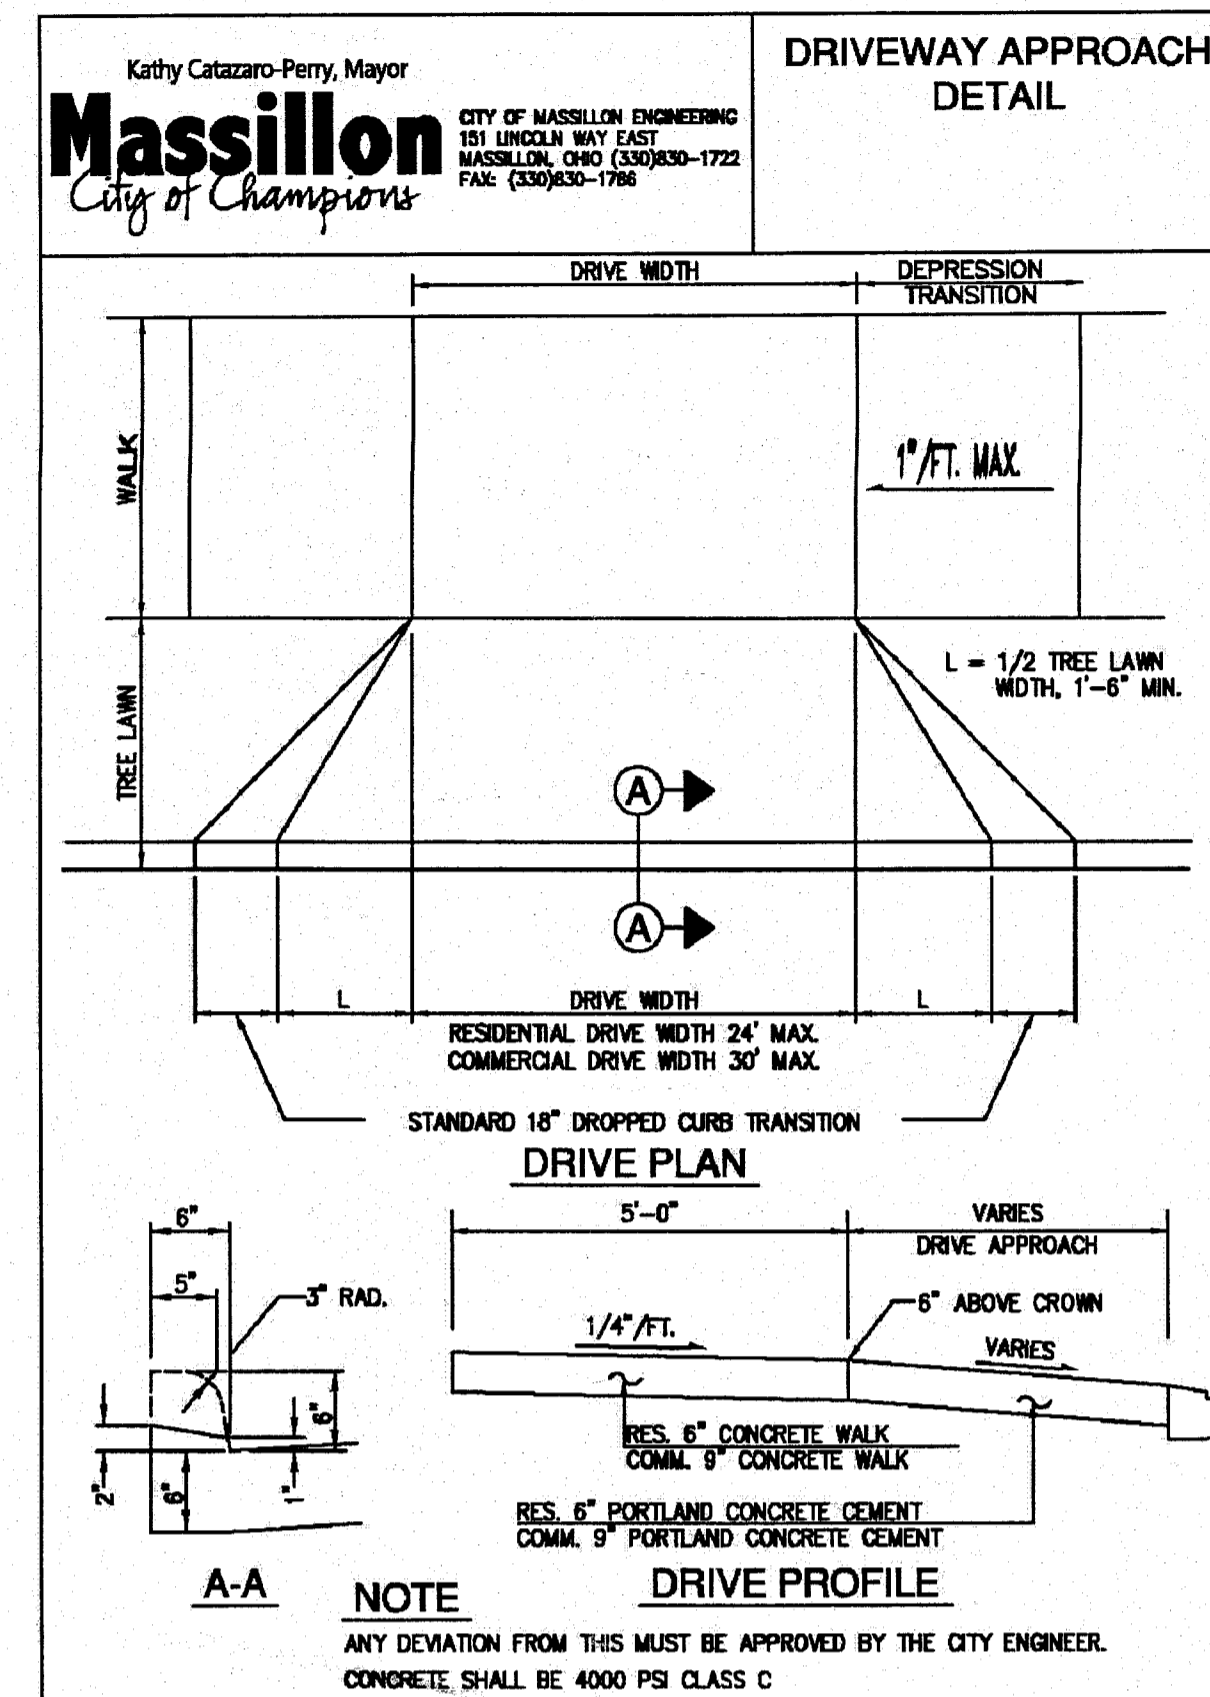 Kathy Catazaro-Perry, Mayor
Massillon
City of Champions
CITY OF MASSILLON ENGINEERING
151 LINCOLN WAY EAST
MASSILLON, OHIO (330)830-1722
FAX: (330)830-1786
DRIVEWAY APPROACH
DETAIL
DRIVE WIDTH
DEPRESSION
TRANSITION
WALK
1"/FT. MAX.
TREE LAWN
L = 1/2 TREE LAWN
WIDTH, 1'-6" MIN.
A
A
L
DRIVE WIDTH
L
RESIDENTIAL DRIVE WIDTH 24' MAX.
COMMERCIAL DRIVE WIDTH 30' MAX.
STANDARD 18" DROPPED CURB TRANSITION
DRIVE PLAN
6"
5"
3" RAD.
6"
2"
6"
1"
A-A
5'-0"
VARIES
DRIVE APPROACH
6" ABOVE CROWN
1/4"/FT.
VARIES
RES. 6" CONCRETE WALK
COMM. 9" CONCRETE WALK
RES. 6" PORTLAND CONCRETE CEMENT
COMM. 9" PORTLAND CONCRETE CEMENT
DRIVE PROFILE
NOTE
ANY DEVIATION FROM THIS MUST BE APPROVED BY THE CITY ENGINEER.
CONCRETE SHALL BE 4000 PSI CLASS C